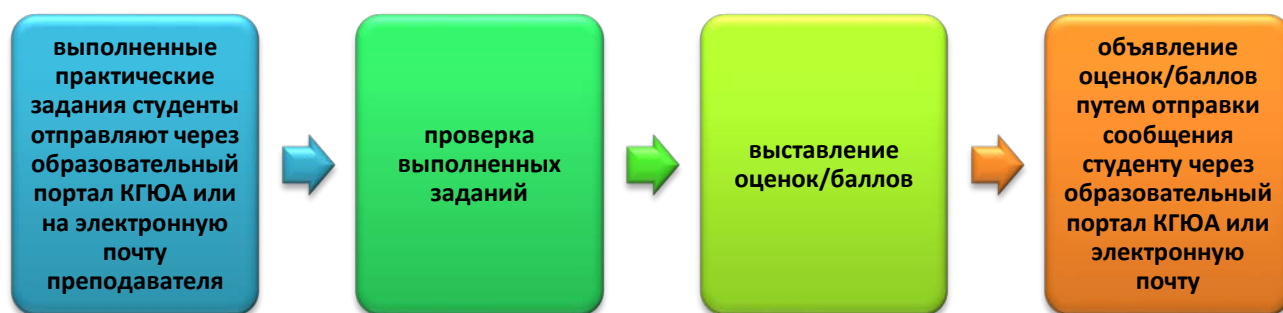 выполненные
практические
задания студенты
отправляют через
образовательный
портал КГЮА или
на электронную
почту
преподавателя
проверка
выполненных
заданий
выставление
оценок/баллов
объявление
оценок/баллов
путем отправки
сообщения
студенту через
образовательный
портал КГЮА или
электронную
почту